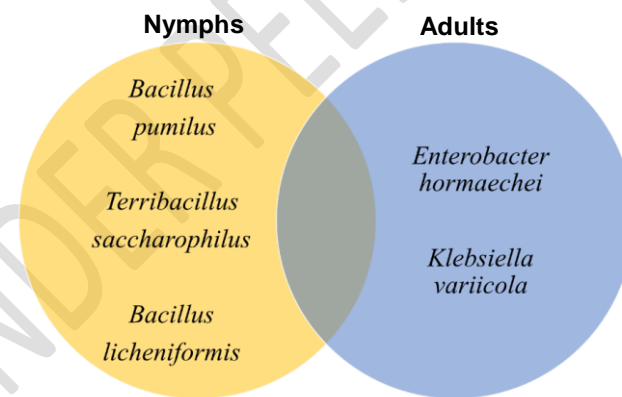 Nymphs
Adults
Bacillus
pumilus
Terribacillus
saccharophilus
Bacillus
licheniformis
Enterobacter
hormaechei
Klebsiella
variicola